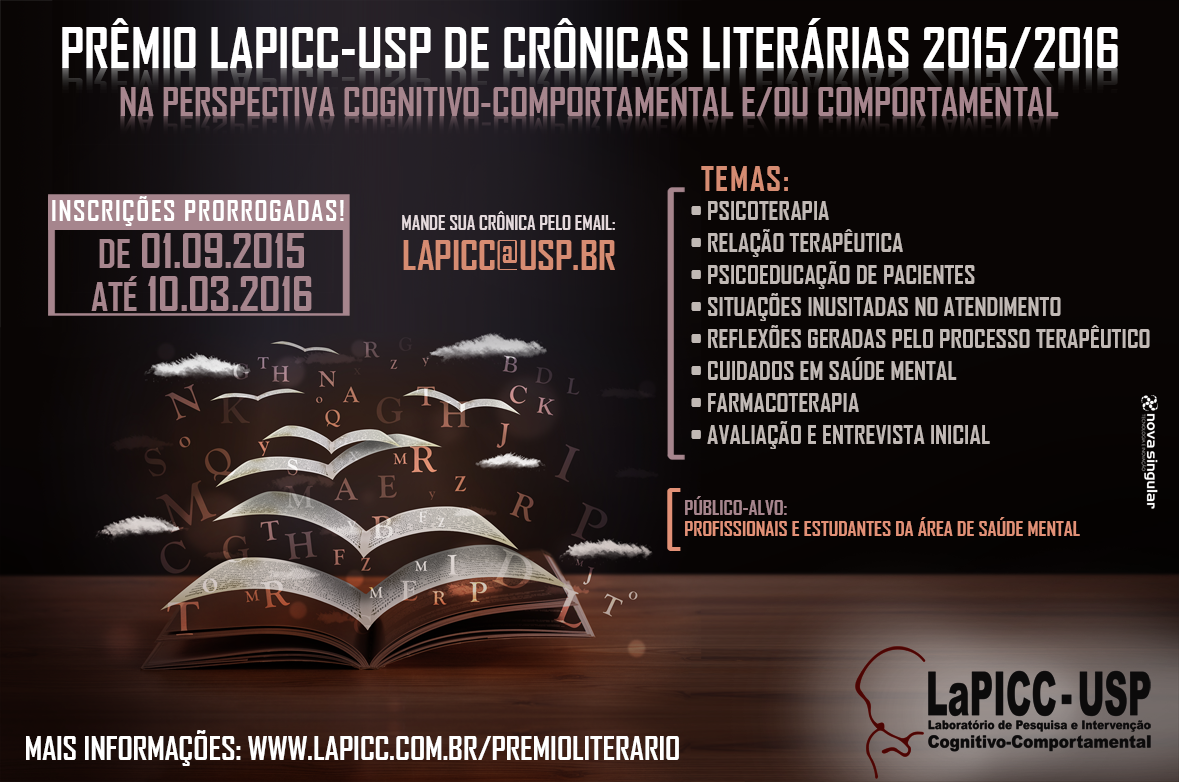 PRÊMIO LAPICC-USP DE CRÔNICAS LITERÁRIAS 2015/2016
NA PERSPECTIVA COGNITIVO-COMPORTAMENTAL E/OU COMPORTAMENTAL
INSCRIÇÕES PRORROGADAS!
DE 01.09.2015
ATÉ 10.03.2016
MANDE SUA CRÔNICA PELO EMAIL:
LAPICC@USP.BR
TEMAS:
• PSICOTERAPIA
• RELAÇÃO TERAPÊUTICA
• PSICOEDUCAÇÃO DE PACIENTES
• SITUAÇÕES INUSITADAS NO ATENDIMENTO
• REFLEXÕES GERADAS PELO PROCESSO TERAPÊUTICO
• CUIDADOS EM SAÚDE MENTAL
• FARMACOTERAPIA
• AVALIAÇÃO E ENTREVISTA INICIAL
PÚBLICO-ALVO:
PROFISSIONAIS E ESTUDANTES DA ÁREA DE SAÚDE MENTAL
nova singular
LaPICC - USP
Laboratório de Pesquisa e Intervenção
Cognitivo-Comportamental
MAIS INFORMAÇÕES: WWW.LAPICC.COM.BR/PREMIOLITERARIO